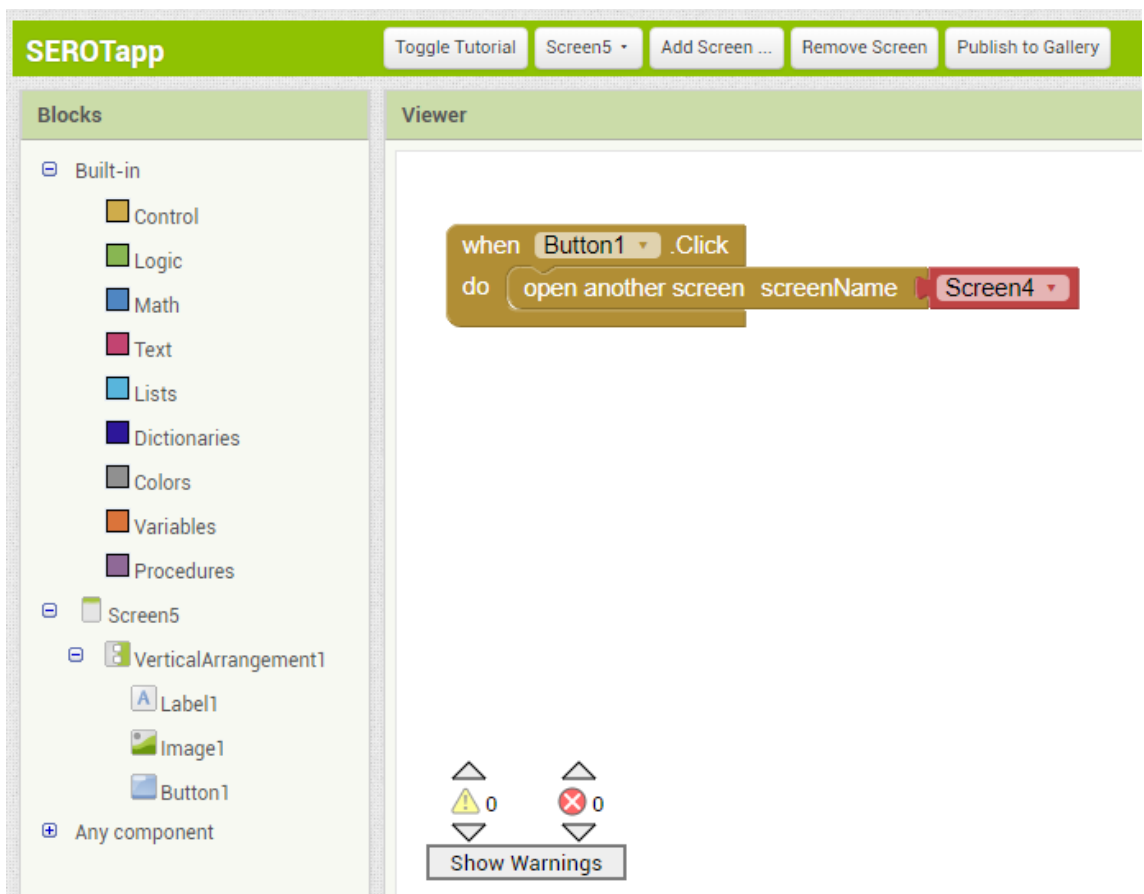 SEROTapp
Toggle Tutorial
Screen5
Add Screen ...
Remove Screen
Publish to Gallery
Blocks
Viewer
Built-in
Control
Logic
Math
Text
Lists
Dictionaries
Colors
Variables
Procedures
Screen5
VerticalArrangement1
A Label1
Image1
Button1
Any component
when Button1 .Click
do open another screen screenName Screen4
0 0
Show Warnings